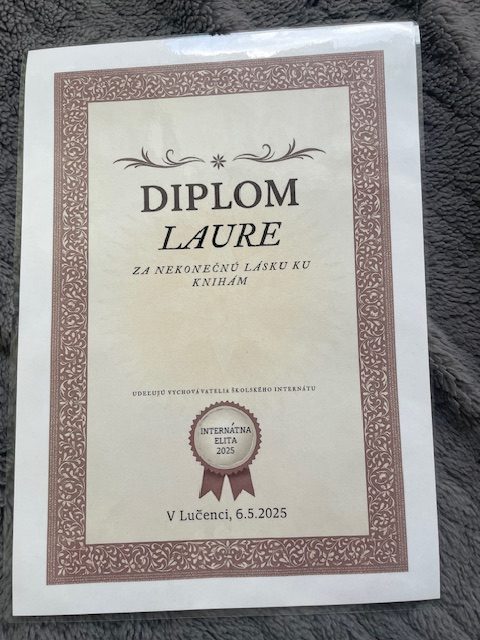 DIPLOM
LAURE
ZA NEKONEČNÚ LÁSKU KU
KNIHÁM
UDEĽUJÚ VYCHOVÁVATELIA ŠKOLSKÉHO INTERNÁTU
INTERNÁTNA
ELITA
2025
V Lučenci, 6.5.2025